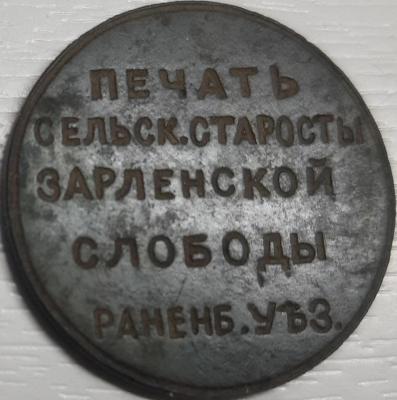 ПЕЧАТЬ
СЕЛЬСК. СТАРОСТЫ
ЗАРЛЕНСКОЙ
СЛОБОДЫ
РАНЕНБ. УѢЗ.